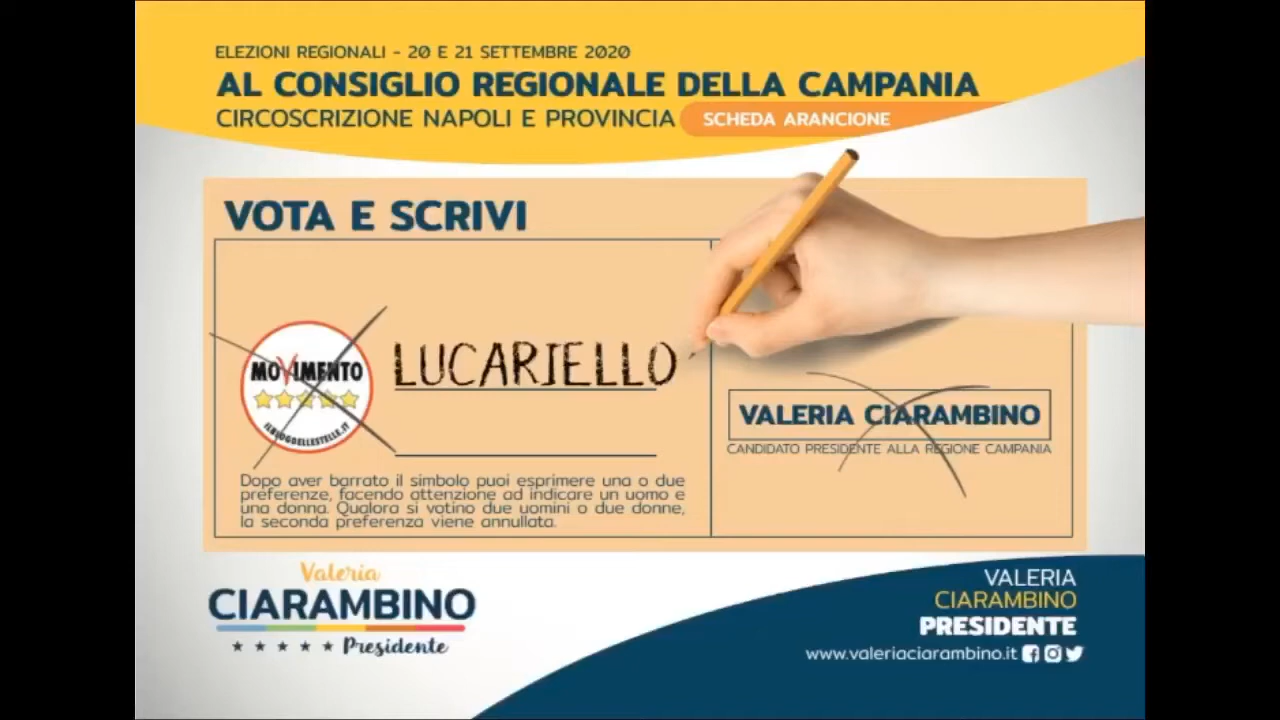 ELEZIONI REGIONALI - 20 E 21 SETTEMBRE 2020
AL CONSIGLIO REGIONALE DELLA CAMPANIA
CIRCOSCRIZIONE NAPOLI E PROVINCIA SCHEDA ARANCIONE
VOTA E SCRIVI
MOVIMENTO
ILBLOGDELLESTELLE.IT
LUCARIELLO
Dopo aver barrato il simbolo puoi esprimere una o due
preferenze, facendo attenzione ad indicare un uomo e
una donna. Qualora si votino due uomini o due donne,
la seconda preferenza viene annullata.
VALERIA CIARAMBINO
CANDIDATO PRESIDENTE ALLA REGIONE CAMPANIA
Valeria
CIARAMBINO
Presidente
VALERIA
CIARAMBINO
PRESIDENTE
www.valeriaciarambino.it